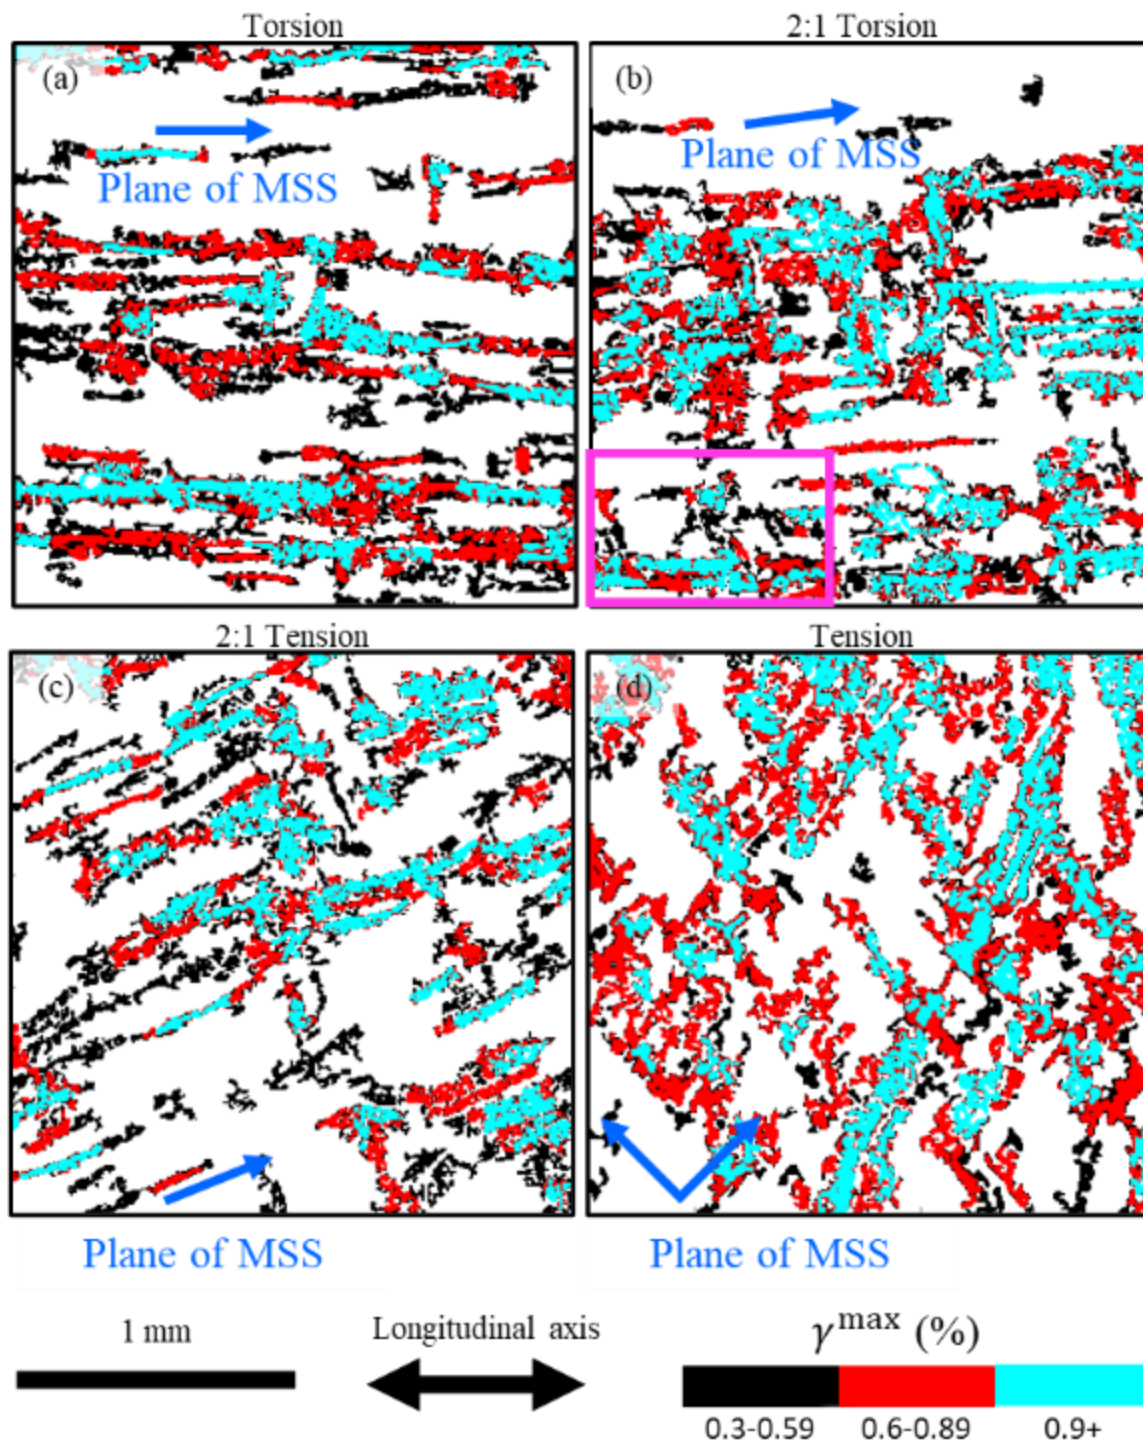 Torsion
2:1 Torsion
(a)
(b)
Plane of MSS
Plane of MSS
2:1 Tension
Tension
(c)
(d)
Plane of MSS
Plane of MSS
1 mm
Longitudinal axis
γ^max (%)
0.3-0.59
0.6-0.89
0.9+